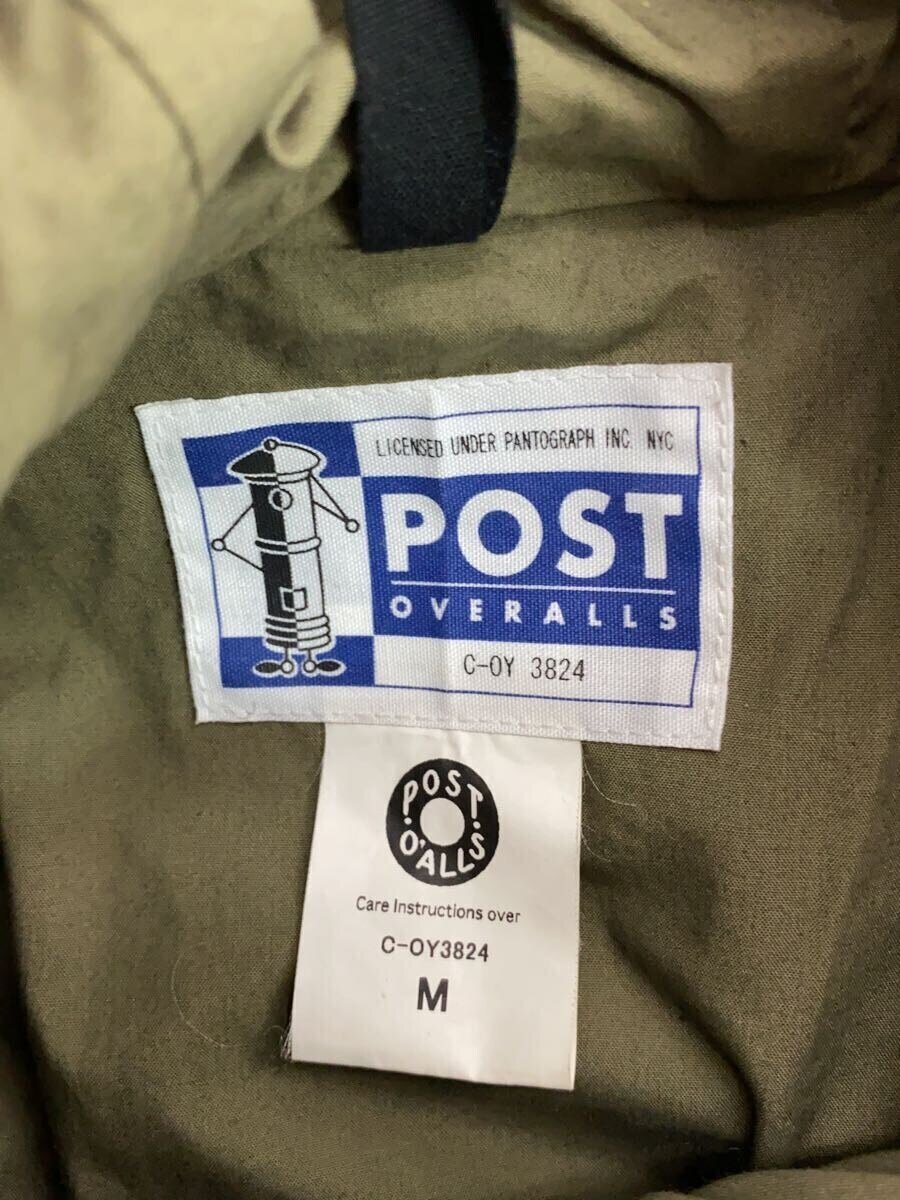 LICENSED UNDER PANTOGRAPH INC. NYC
POST
OVERALLS
C-OY 3824
POST
O'ALLS
Care Instructions over
C-OY3824
M